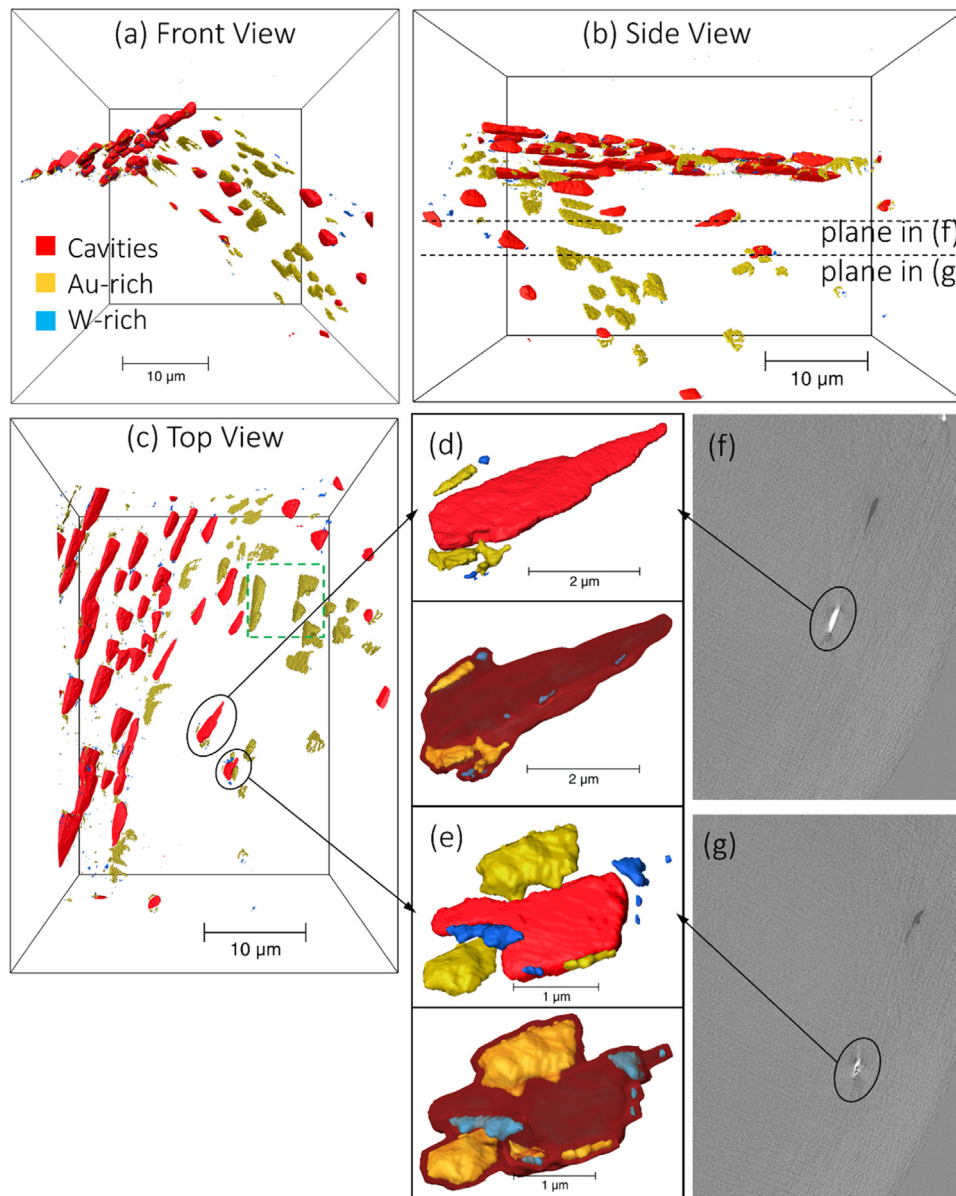 (a) Front View
Cavities
Au-rich
W-rich
10 µm
(b) Side View
plane in (f)
plane in (g
10 µm
(c) Top View
10 µm
(d)
2 µm
2 µm
(e)
1 µm
1 µm
(f)
(g)